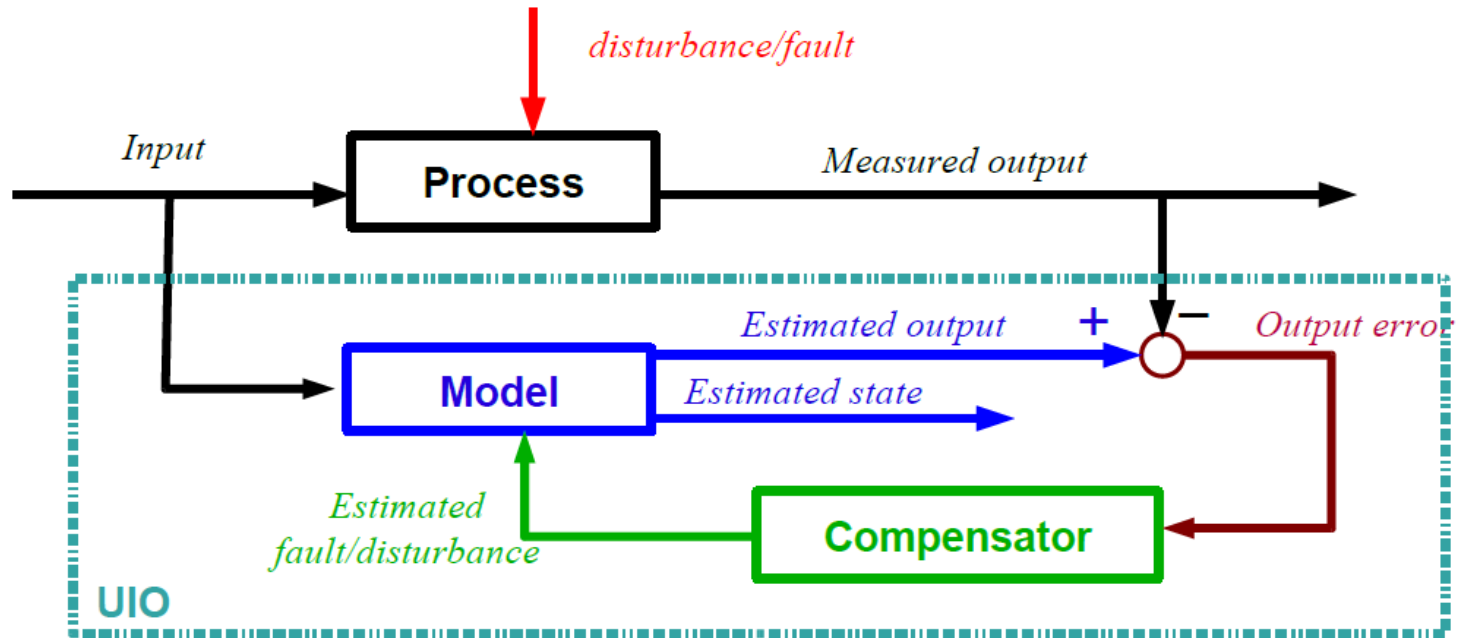 disturbance/fault
Input
Process
Measured output
Estimated output
+
−
Output error
Model
Estimated state
Estimated
fault/disturbance
Compensator
UIO